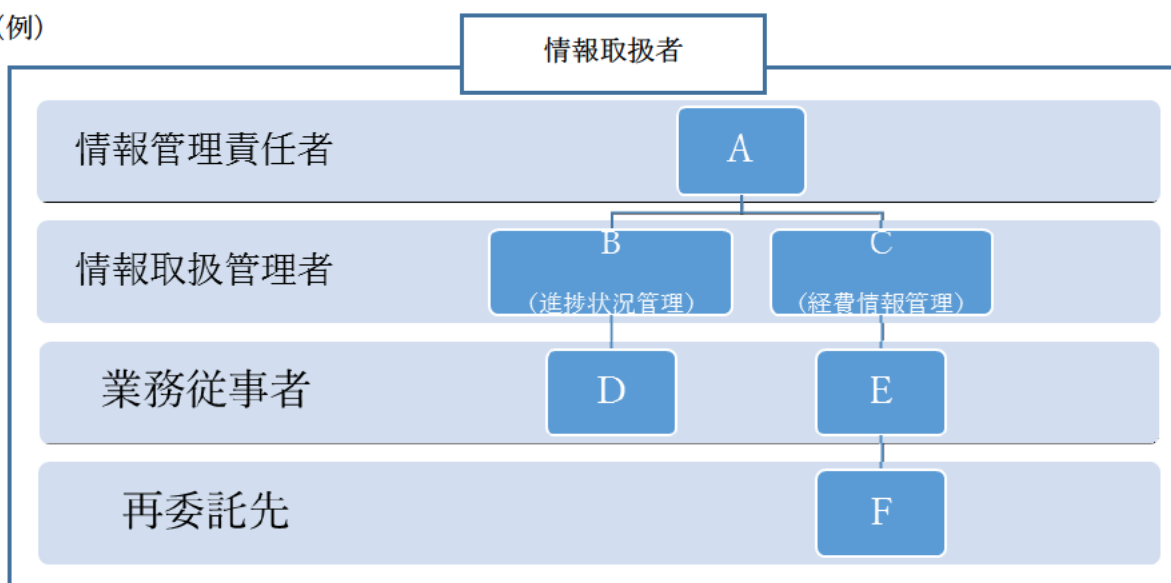 (例)
情報取扱者
情報管理責任者
A
情報取扱管理者
B
(進捗状況管理)
C
(経費情報管理)
業務従事者
D
E
再委託先
F